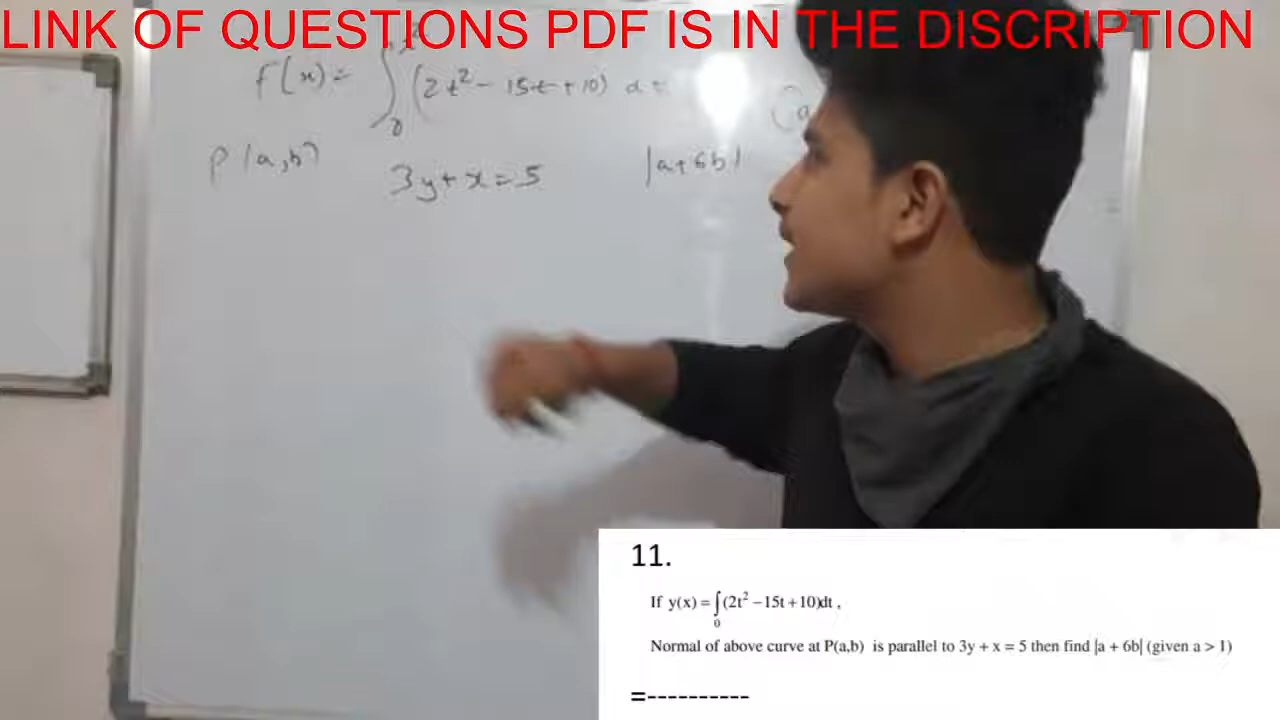 LINK OF QUESTIONS PDF IS IN THE DISCRIPTION
f(x) = ∫₀ (2t² - 15t + 10) dt
P(a,b)
3y + x = 5
|a+6b|
11.
If y(x) = ∫₀ (2t² – 15t + 10)dt ,
Normal of above curve at P(a,b) is parallel to 3y + x = 5 then find |a + 6b| (given a > 1)
=----------